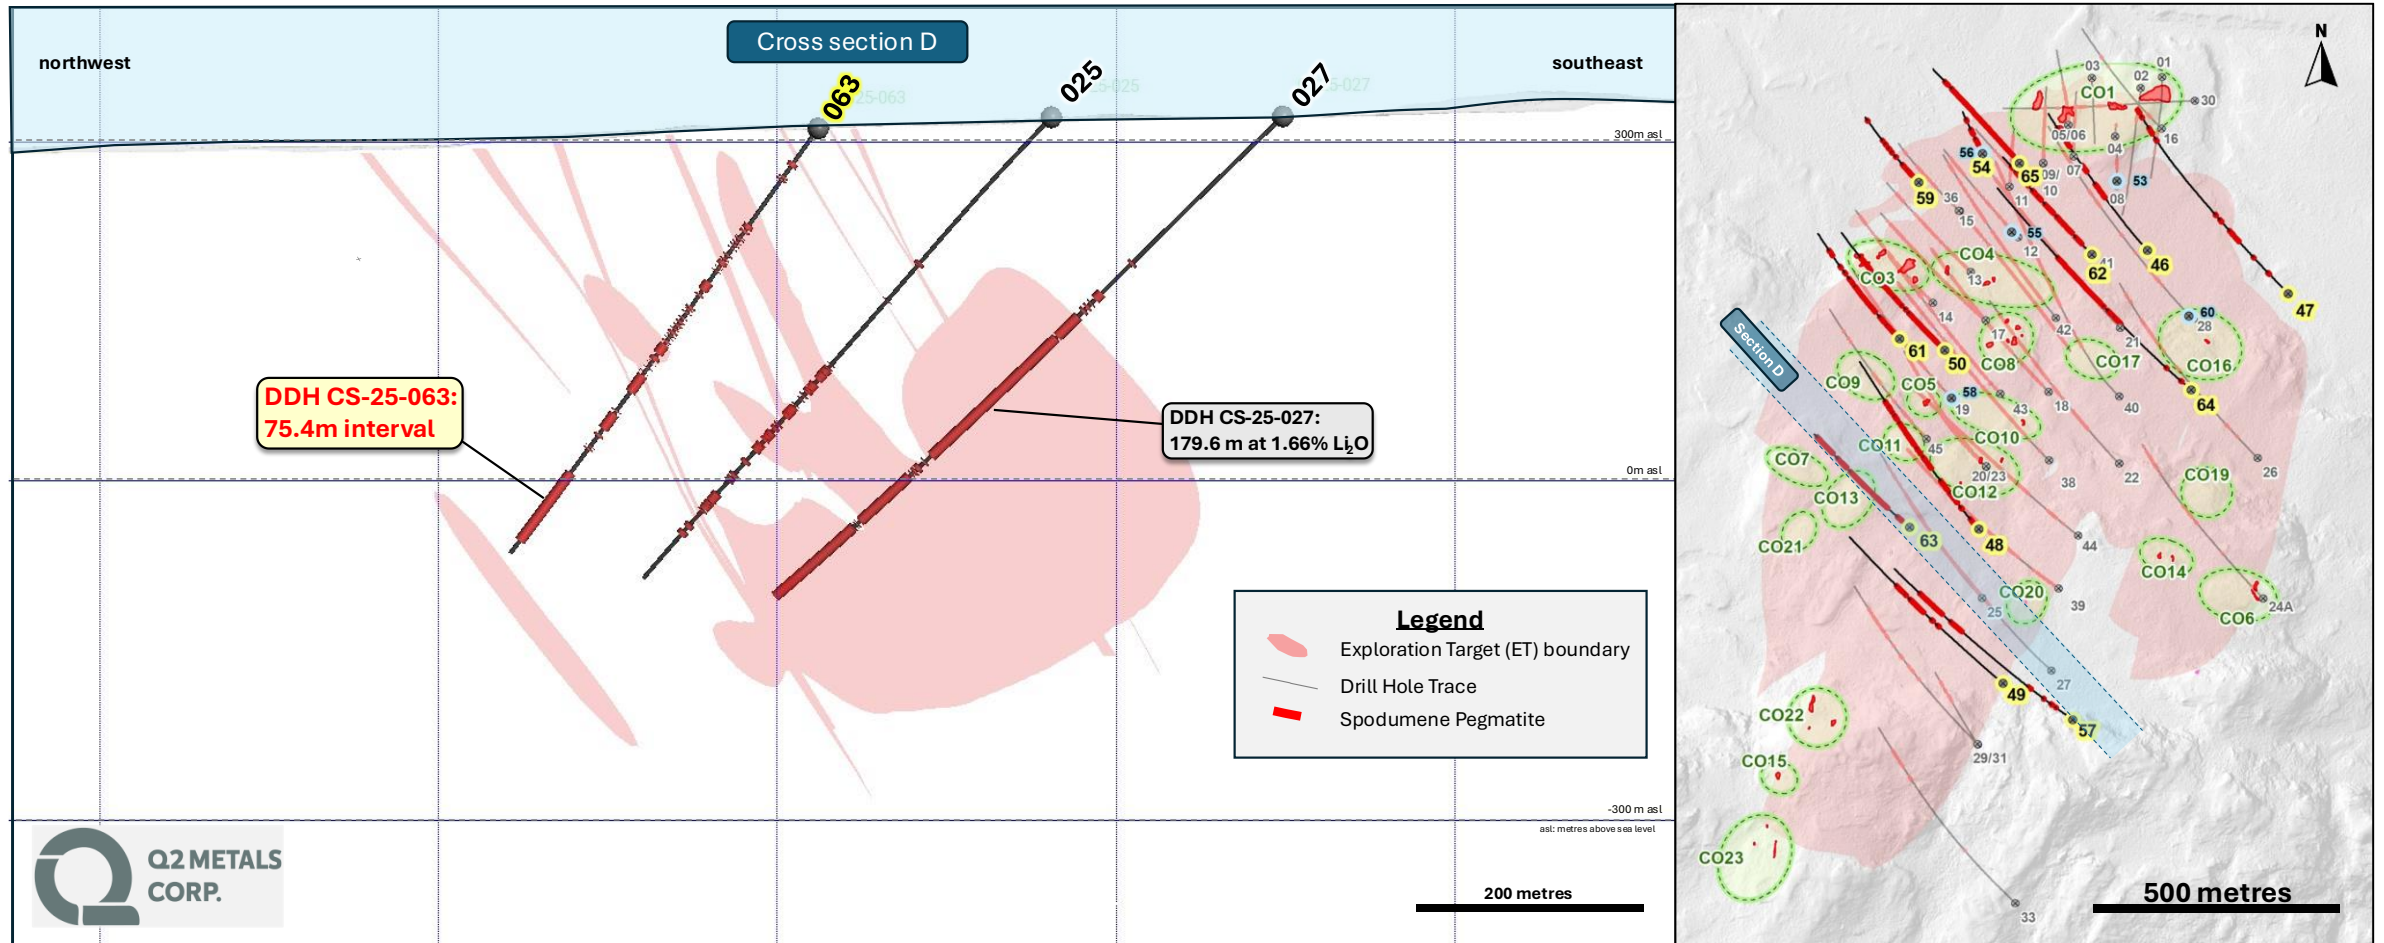 Cross section D
northwest
southeast
063
025
027
25-063
25-025
5-027
300m asl
DDH CS-25-063:
75.4m interval
DDH CS-25-027:
179.6 m at 1.66% Li2O
0m asl
Legend
Exploration Target (ET) boundary
Drill Hole Trace
Spodumene Pegmatite
-300 m asl
asl: metres above sea level
Q2 METALS
CORP.
200 metres
N
03
01
02
CO1
30
05/06
04
16
56
54
65
09/
10
07
53
08
59
36
15
11
55
12
46
41
62
47
CO3
CO4
13
14
17
42
60
28
21
CO8
CO17
CO16
61
50
Section D
CO9
CO5
58
19
43
18
40
64
CO10
CO11
45
CO7
20/23
CO12
38
22
CO19
26
CO13
CO21
63
48
44
CO14
CO20
25
39
CO6
24A
27
49
57
CO22
29/31
CO15
CO23
33
500 metres